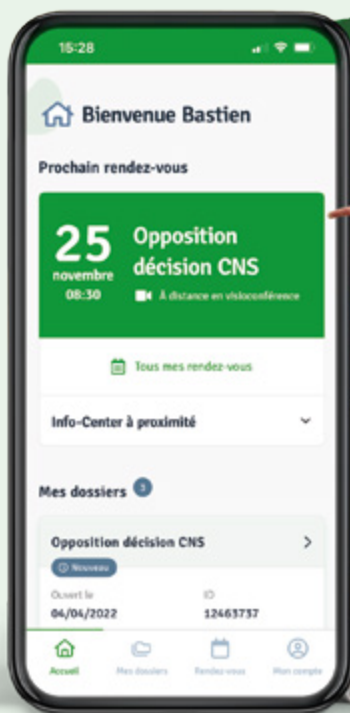 15:28
Bienvenue Bastien
Prochain rendez-vous
25
novembre
08:30
Opposition
décision CNS
À distance en visioconférence
Tous mes rendez-vous
Info-Center à proximité
Mes dossiers 3
Opposition décision CNS
Nouveau
Ouvert le
04/04/2022
ID
12463737
Accueil
Mes dossiers
Rendez-vous
Mon compte